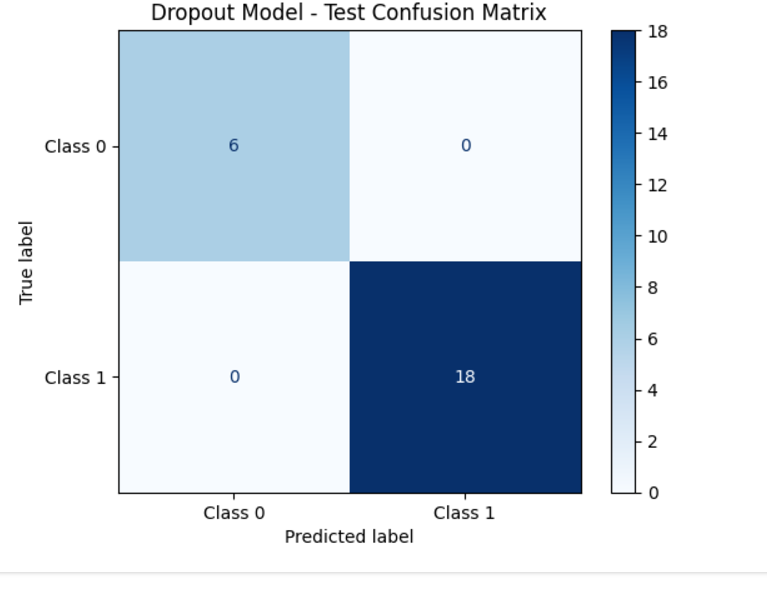 Dropout Model - Test Confusion Matrix
True label
Class 0
Class 1
6
0
0
18
Class 0
Class 1
Predicted label
18
16
14
12
10
8
6
4
2
0